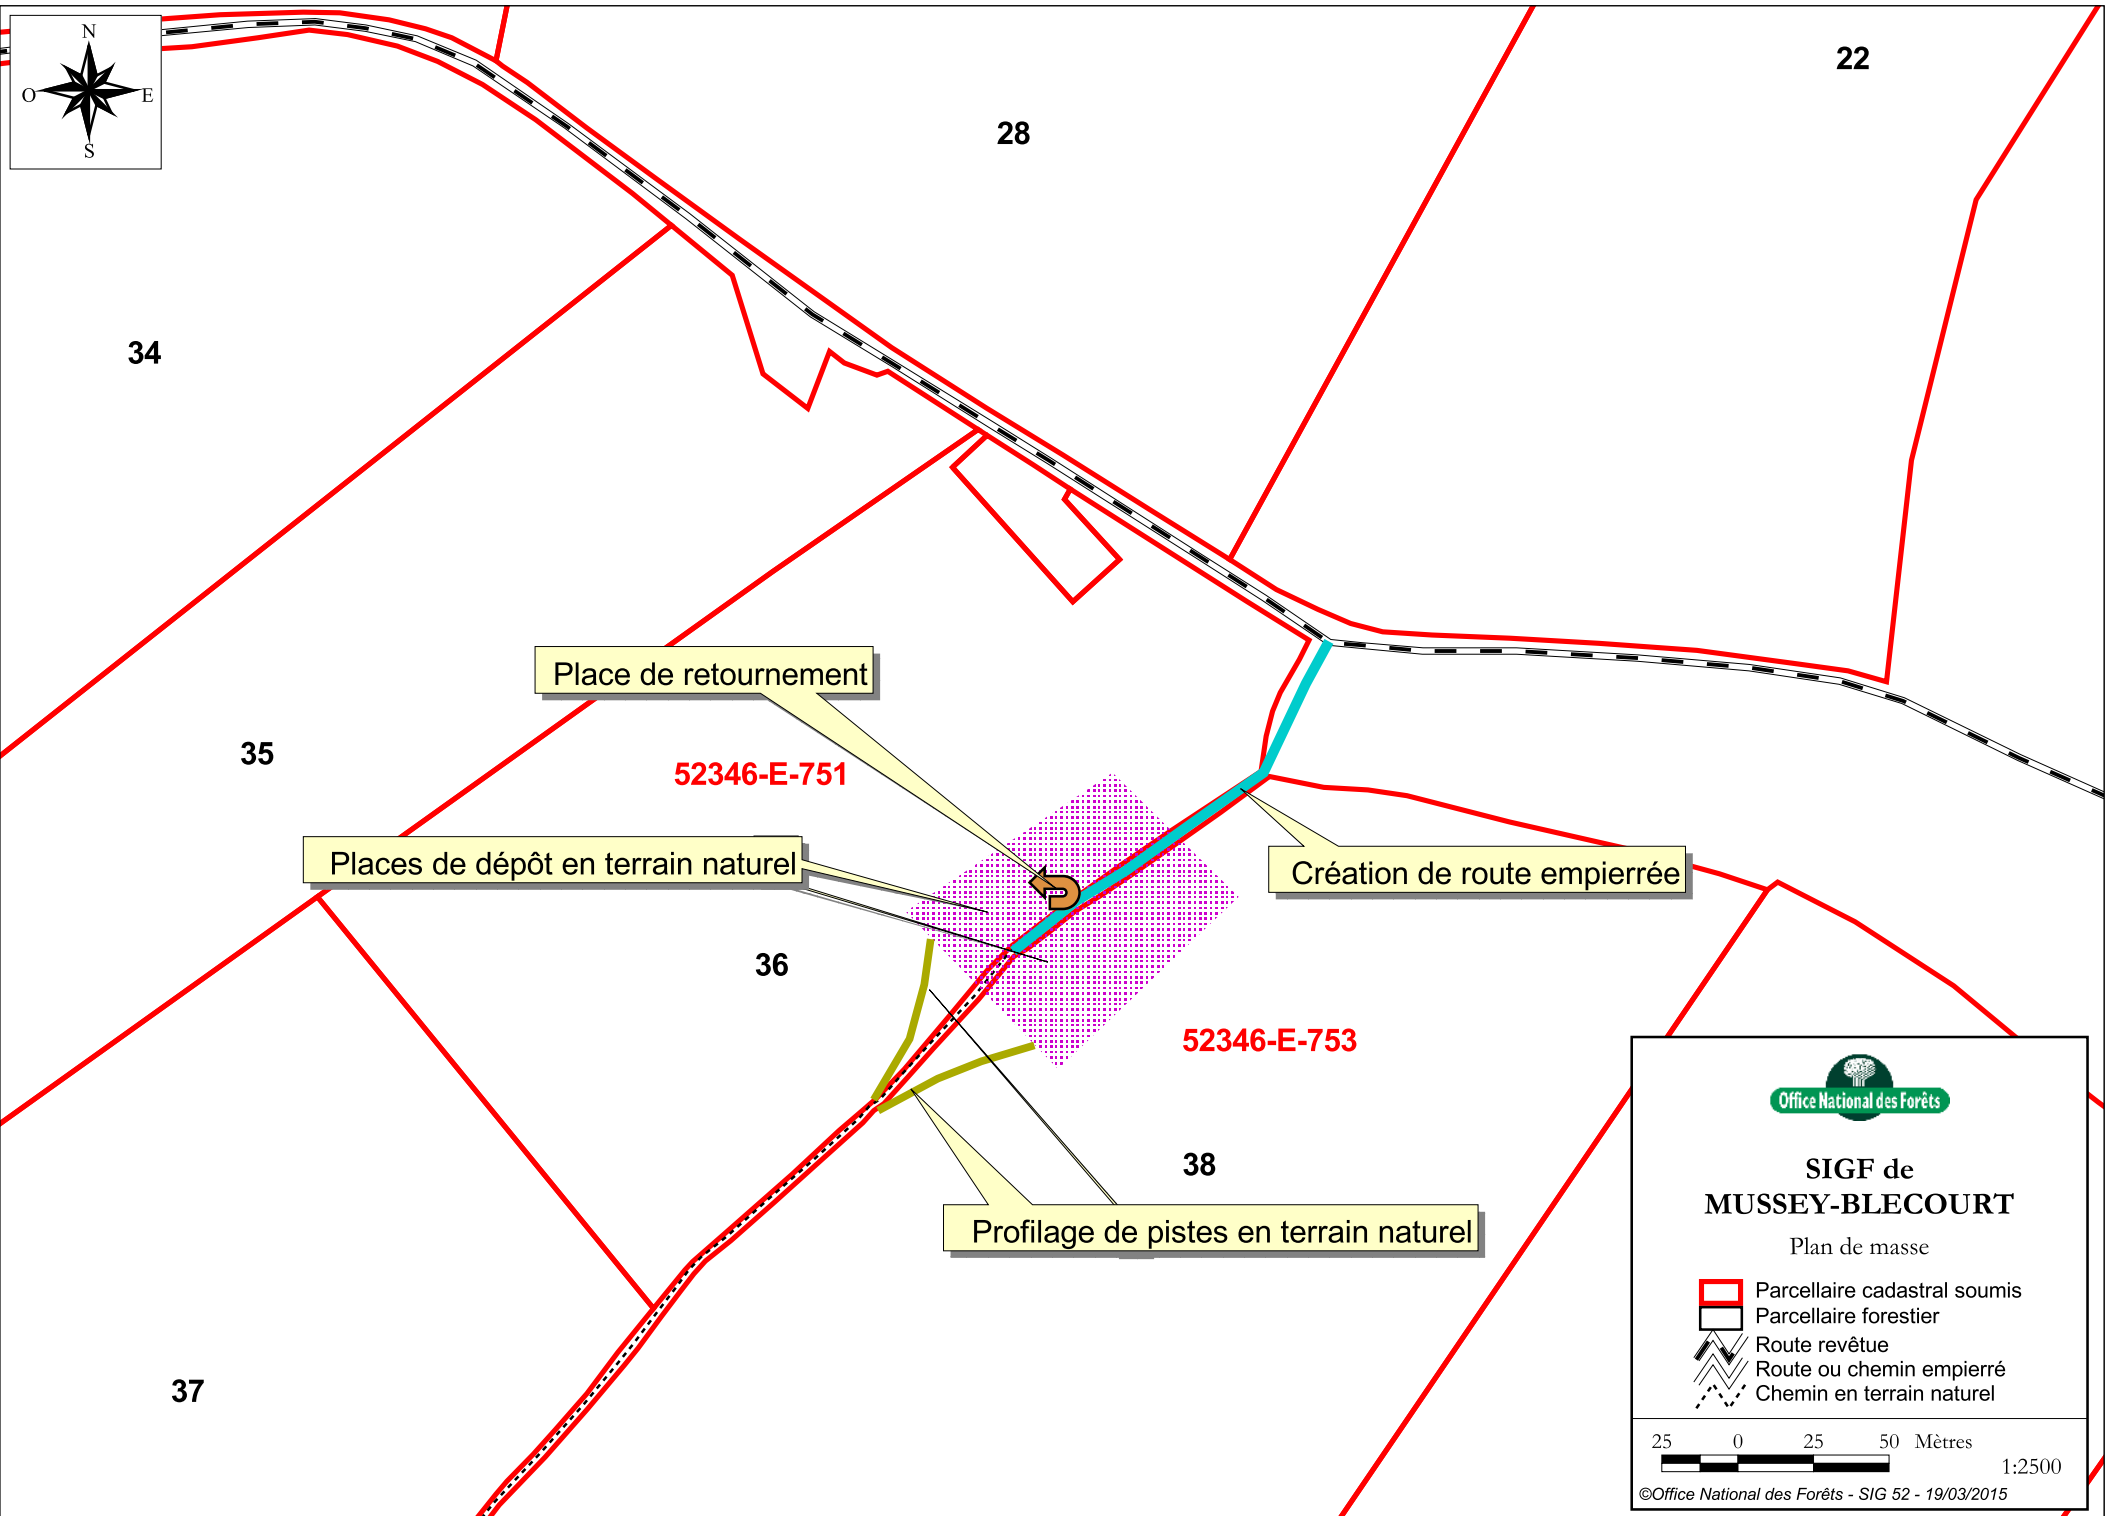 N
O
E
S
22
28
34
Place de retournement
35
52346-E-751
Places de dépôt en terrain naturel
Création de route empierrée
36
52346-E-753
38
Profilage de pistes en terrain naturel
37
Office National des Forêts
SIGF de
MUSSEY-BLECOURT
Plan de masse
Parcellaire cadastral soumis
Parcellaire forestier
Route revêtue
Route ou chemin empierré
Chemin en terrain naturel
25 0 25 50 Mètres
1:2500
©Office National des Forêts - SIG 52 - 19/03/2015